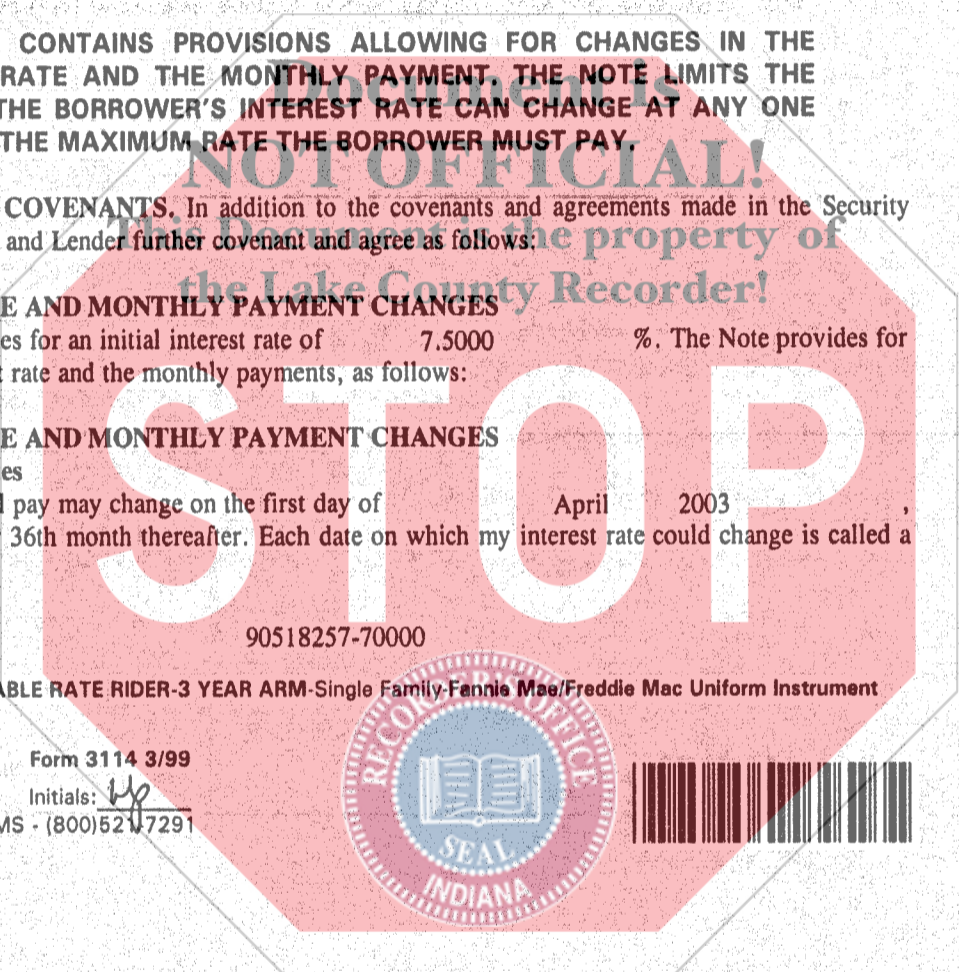 CONTAINS PROVISIONS ALLOWING FOR CHANGES IN THE
RATE AND THE MONTHLY PAYMENT. THE NOTE LIMITS THE
THE BORROWER'S INTEREST RATE CAN CHANGE AT ANY ONE
THE MAXIMUM RATE THE BORROWER MUST PAY.
Document is
NOT OFFICIAL!
This Document is the property of
the Lake County Recorder!
COVENANTS. In addition to the covenants and agreements made in the Security
and Lender further covenant and agree as follows:
E AND MONTHLY PAYMENT CHANGES
es for an initial interest rate of 7.5000 %. The Note provides for
rate and the monthly payments, as follows:
STOP
E AND MONTHLY PAYMENT CHANGES
es
pay may change on the first day of April 2003 ,
36th month thereafter. Each date on which my interest rate could change is called a
90518257-70000
ABLE RATE RIDER-3 YEAR ARM-Single Family-Fannie Mae/Freddie Mac Uniform Instrument
RECORDER'S OFFICE
SEAL
INDIANA
Form 3114 3/99
Initials:
MS - (800)521-7291